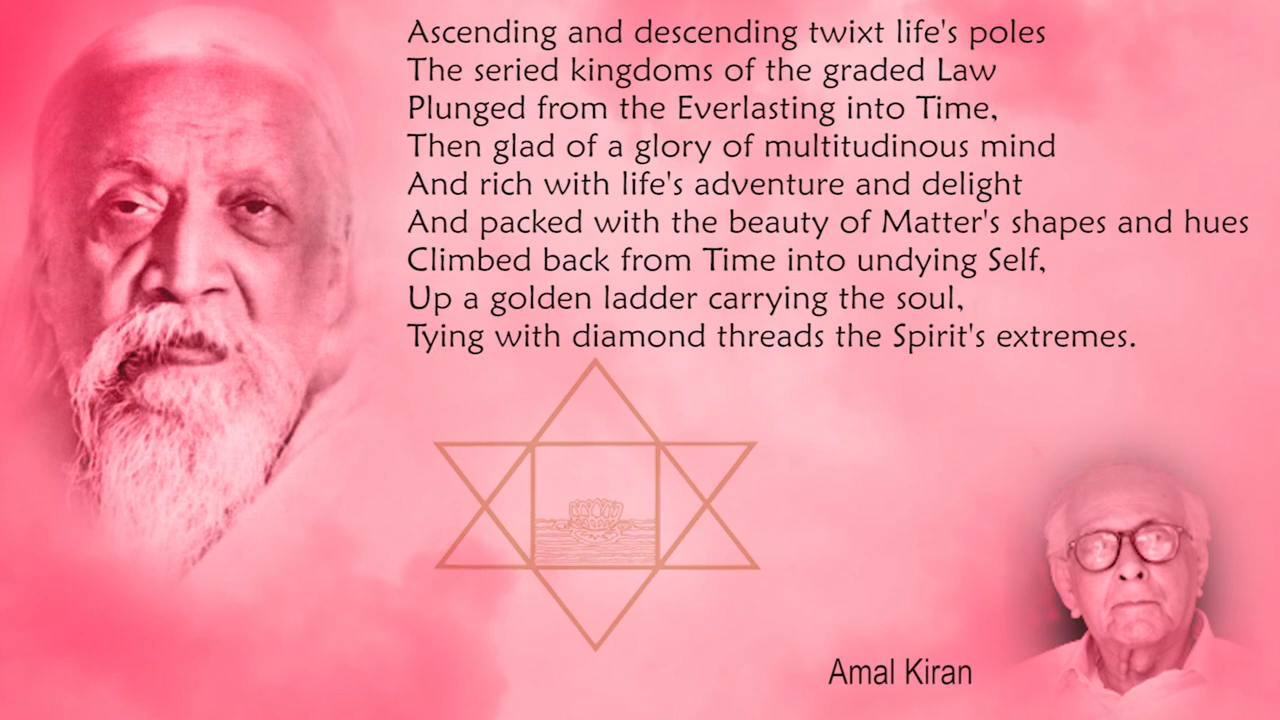 Ascending and descending twixt life's poles
The seried kingdoms of the graded Law
Plunged from the Everlasting into Time,
Then glad of a glory of multitudinous mind
And rich with life's adventure and delight
And packed with the beauty of Matter's shapes and hues
Climbed back from Time into undying Self,
Up a golden ladder carrying the soul,
Tying with diamond threads the Spirit's extremes.
Amal Kiran